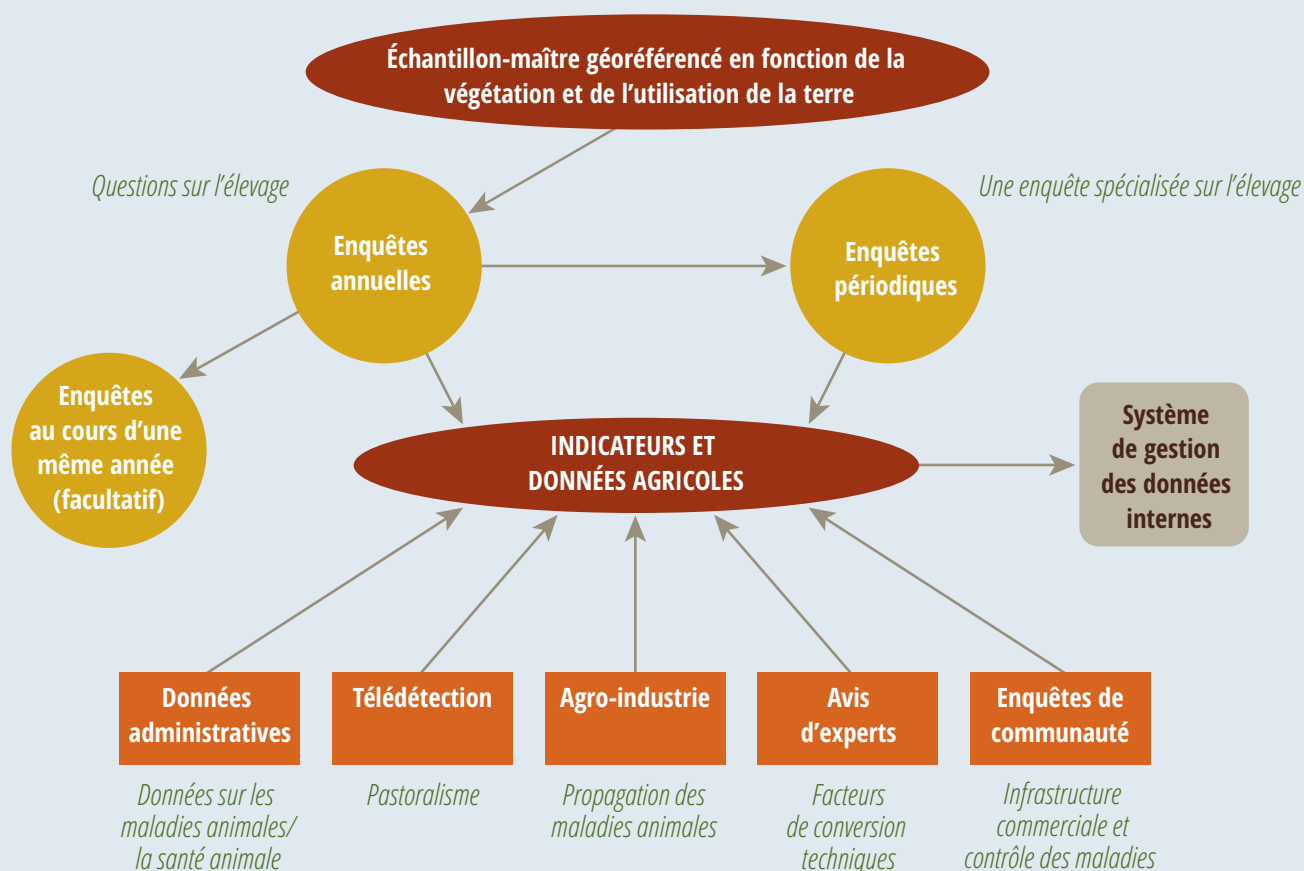 Échantillon-maître géoréférencé en fonction de la
végétation et de l'utilisation de la terre
Questions sur l'élevage
Une enquête spécialisée sur l'élevage
Enquêtes
annuelles
Enquêtes
périodiques
Enquêtes
au cours d'une
même année
(facultatif)
INDICATEURS ET
DONNÉES AGRICOLES
Système
de gestion
des données
internes
Données
administratives
Télédétection
Agro-industrie
Avis
d'experts
Enquêtes de
communauté
Données sur les
maladies animales/
la santé animale
Pastoralisme
Propagation des
maladies animales
Facteurs
de conversion
techniques
Infrastructure
commerciale et
contrôle des maladies